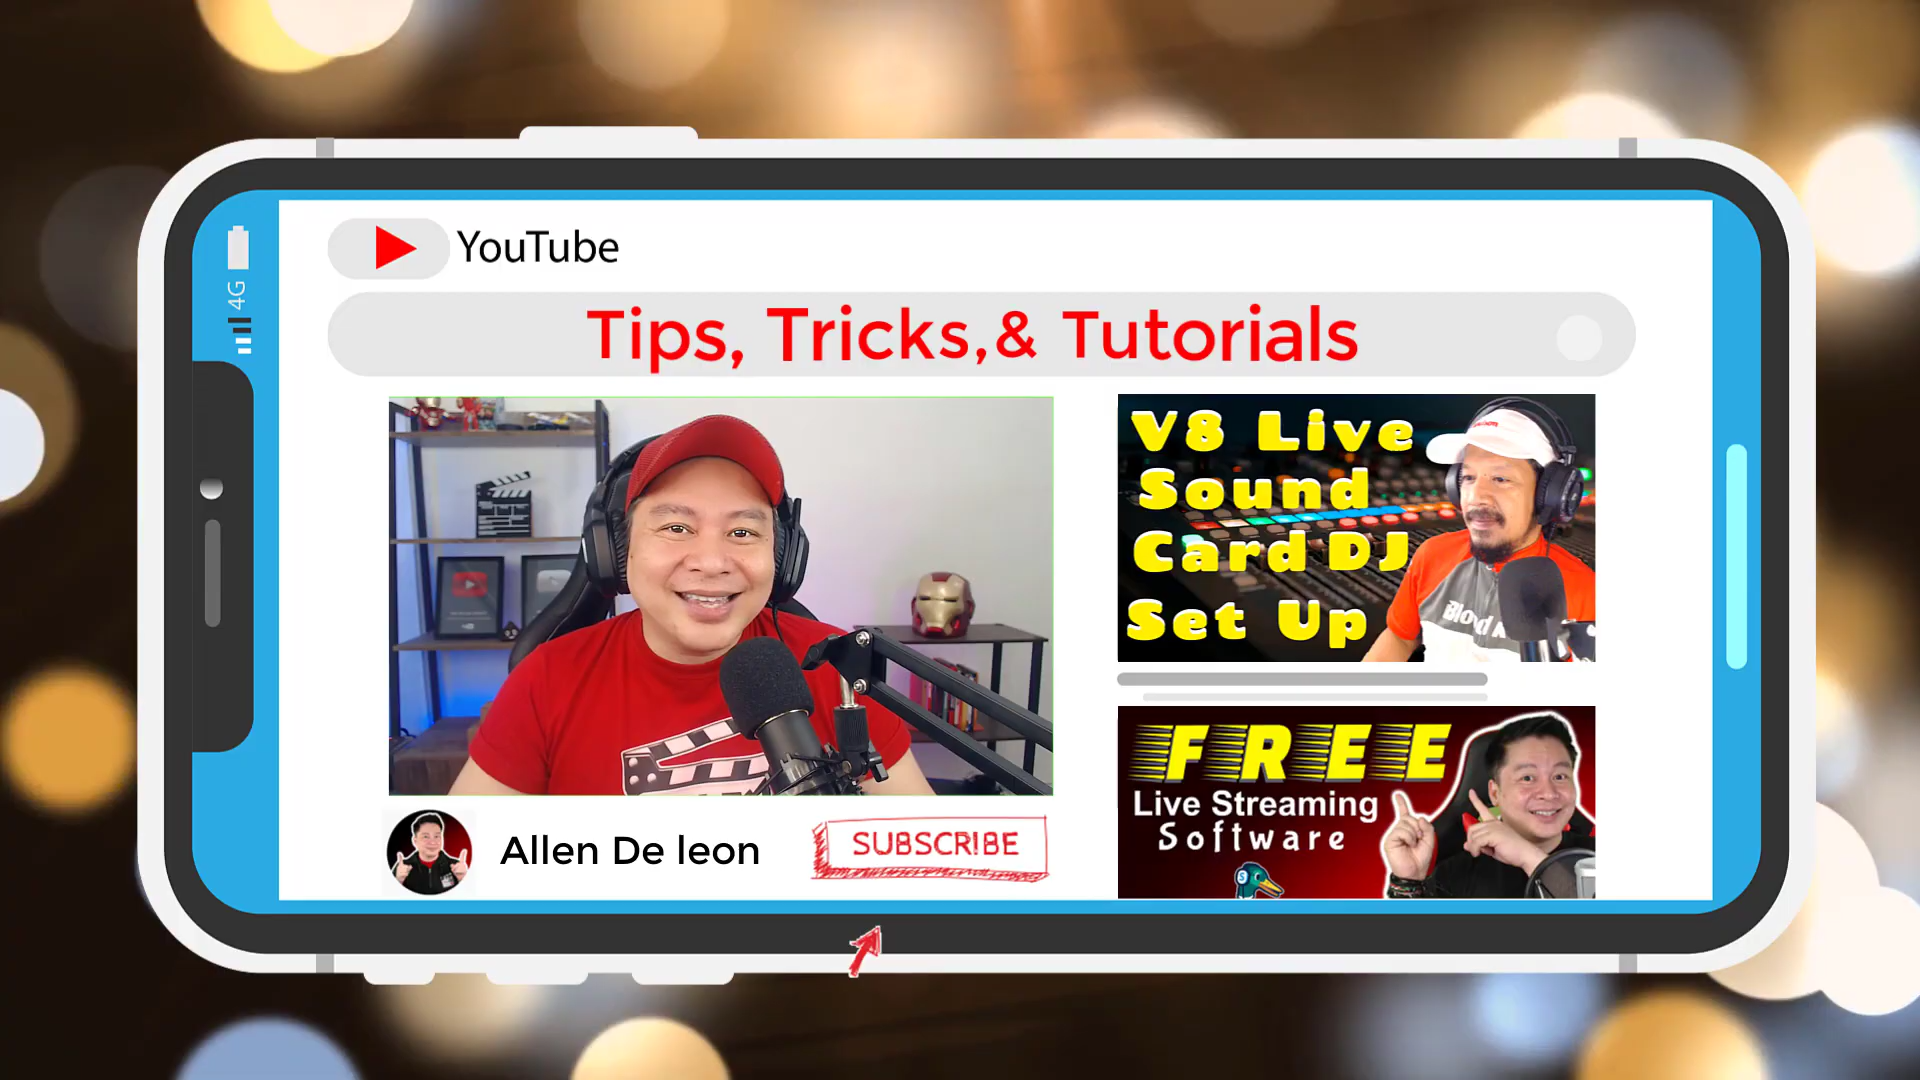 4G
YouTube
Tips, Tricks,& Tutorials
V8 Live
Sound
Card DJ
Set Up
FREE
Live Streaming
Software
S
Allen De leon
SUBSCRIBE